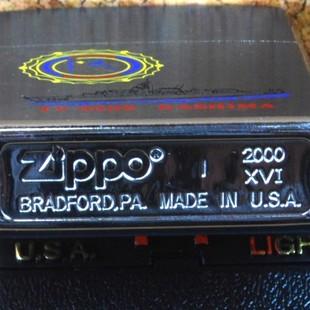 zippo® I 2000
XVI
BRADFORD,PA. MADE IN U.S.A.
U.S.A. LIGH